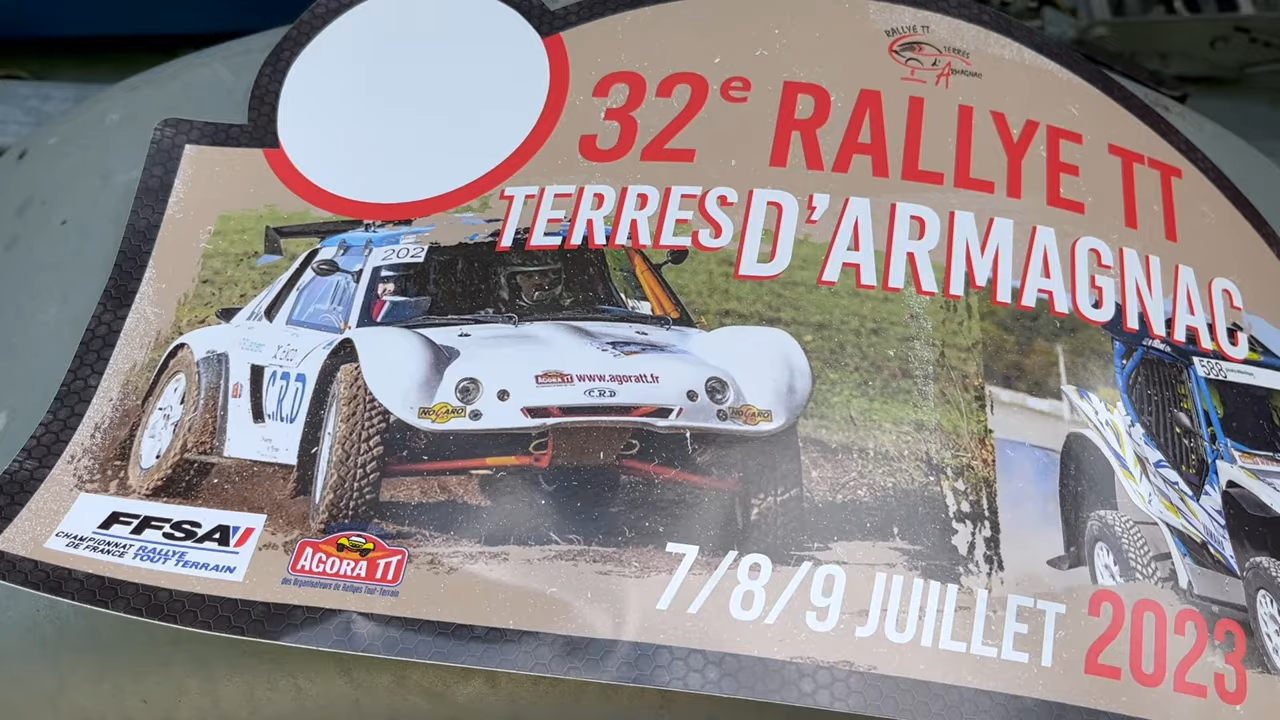 RALLYE TT
TERRES
d'ARMAGNAC
32e RALLYE TT
TERRES D'ARMAGNAC
202
588
C.R.D
AGORA TT www.agoratt.fr
C.R.D
NOGARO
NOGARO
FFSA
CHAMPIONNAT
DE FRANCE RALLYE
TOUT TERRAIN
AGORA TT
des Organisateurs de Rallyes Tout-Terrain
7/8/9 JUILLET 2023